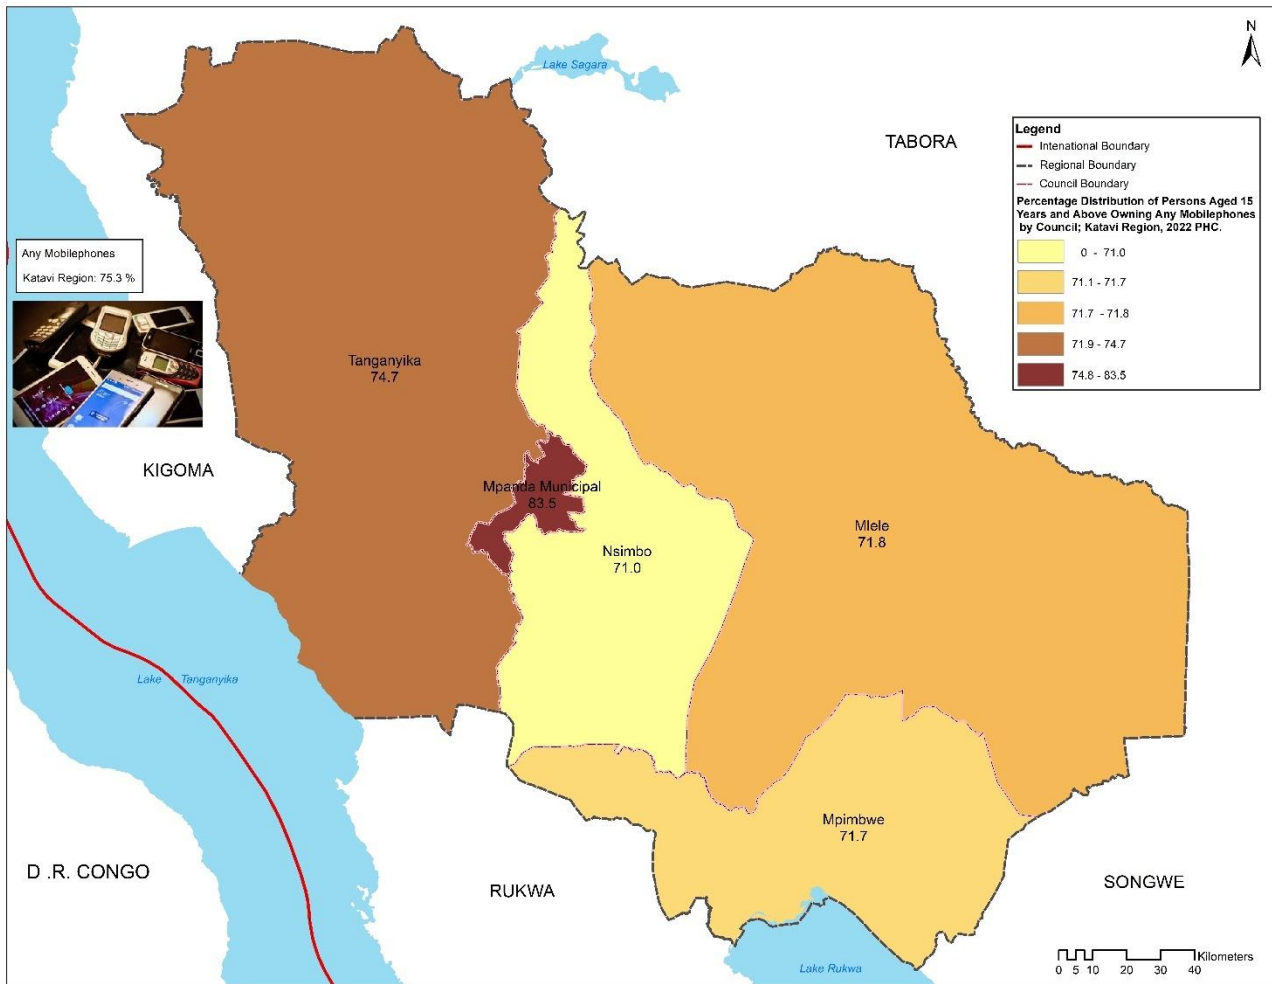 N
Lake Sagara
TABORA
Legend
Intenational Boundary
Regional Boundary
Council Boundary
Percentage Distribution of Persons Aged 15
Years and Above Owning Any Mobilephones
by Council; Katavi Region, 2022 PHC.
0 - 71.0
71.1 - 71.7
71.7 - 71.8
71.9 - 74.7
74.8 - 83.5
Any Mobilephones
Katavi Region: 75.3 %
Tanganyika
74.7
KIGOMA
Mpanda Municipal
83.5
Mlele
71.8
Nsimbo
71.0
Lake Tanganyika
Mpimbwe
71.7
D .R. CONGO
RUKWA
SONGWE
Lake Rukwa
Kilometers
0 5 10 20 30 40